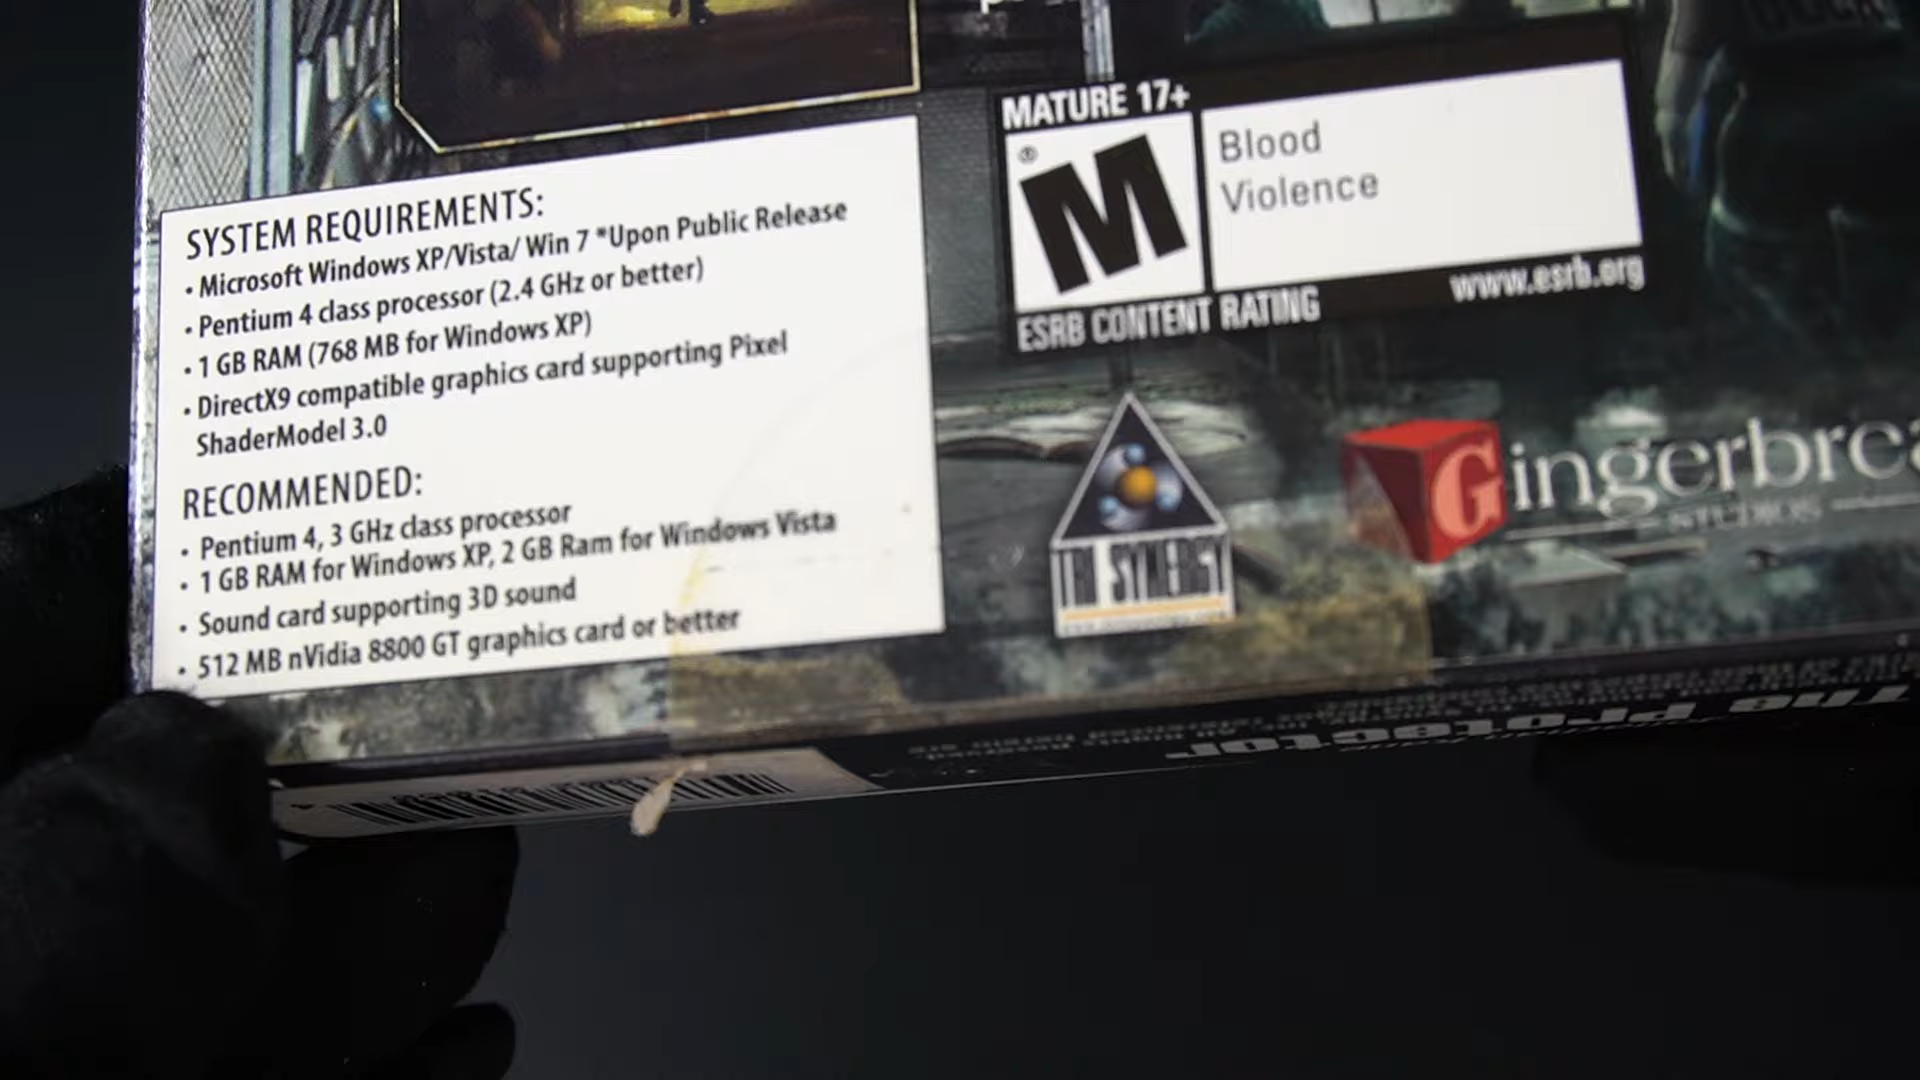 SYSTEM REQUIREMENTS:
• Microsoft Windows XP/Vista/ Win 7 *Upon Public Release
• Pentium 4 class processor (2.4 GHz or better)
• 1 GB RAM (768 MB for Windows XP)
• DirectX9 compatible graphics card supporting Pixel
ShaderModel 3.0
RECOMMENDED:
• Pentium 4, 3 GHz class processor
• 1 GB RAM for Windows XP, 2 GB Ram for Windows Vista
• Sound card supporting 3D sound
• 512 MB nVidia 8800 GT graphics card or better
MATURE 17+
M
®
Blood
Violence
ESRB CONTENT RATING
www.esrb.org
TRI SYNERGY
Gingerbrea
STUDIOS
The Protector